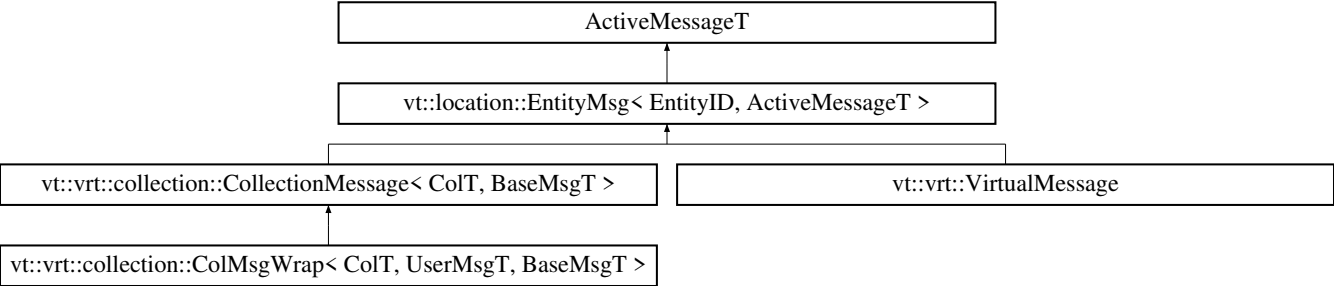 ActiveMessageT
vt::location::EntityMsg< EntityID, ActiveMessageT >
vt::vrt::collection::CollectionMessage< ColT, BaseMsgT >
vt::vrt::VirtualMessage
vt::vrt::collection::ColMsgWrap< ColT, UserMsgT, BaseMsgT >